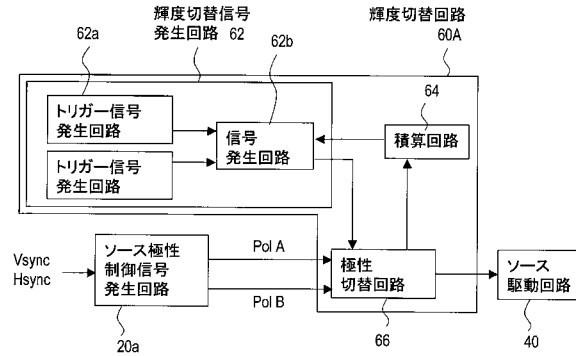 輝度切替信号
発生回路 62
輝度切替回路
60A
62a
62b
64
トリガー信号
発生回路
信号
発生回路
積算回路
トリガー信号
発生回路
Vsync
Hsync
ソース極性
制御信号
発生回路
Pol A
Pol B
極性
切替回路
ソース
駆動回路
20a
66
40